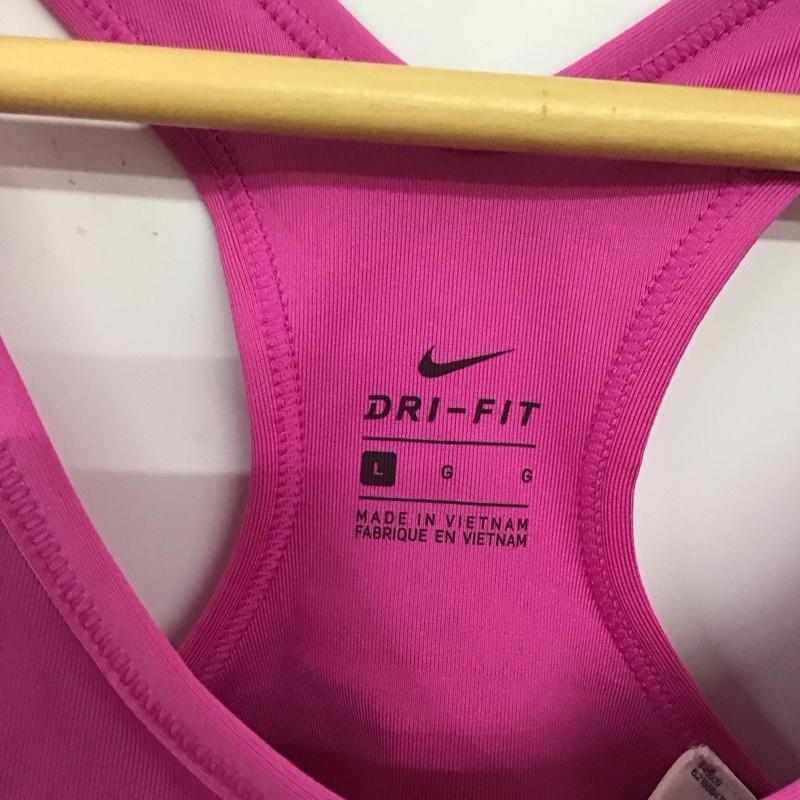 DRI-FIT
L G G
MADE IN VIETNAM
FABRIQUE EN VIETNAM